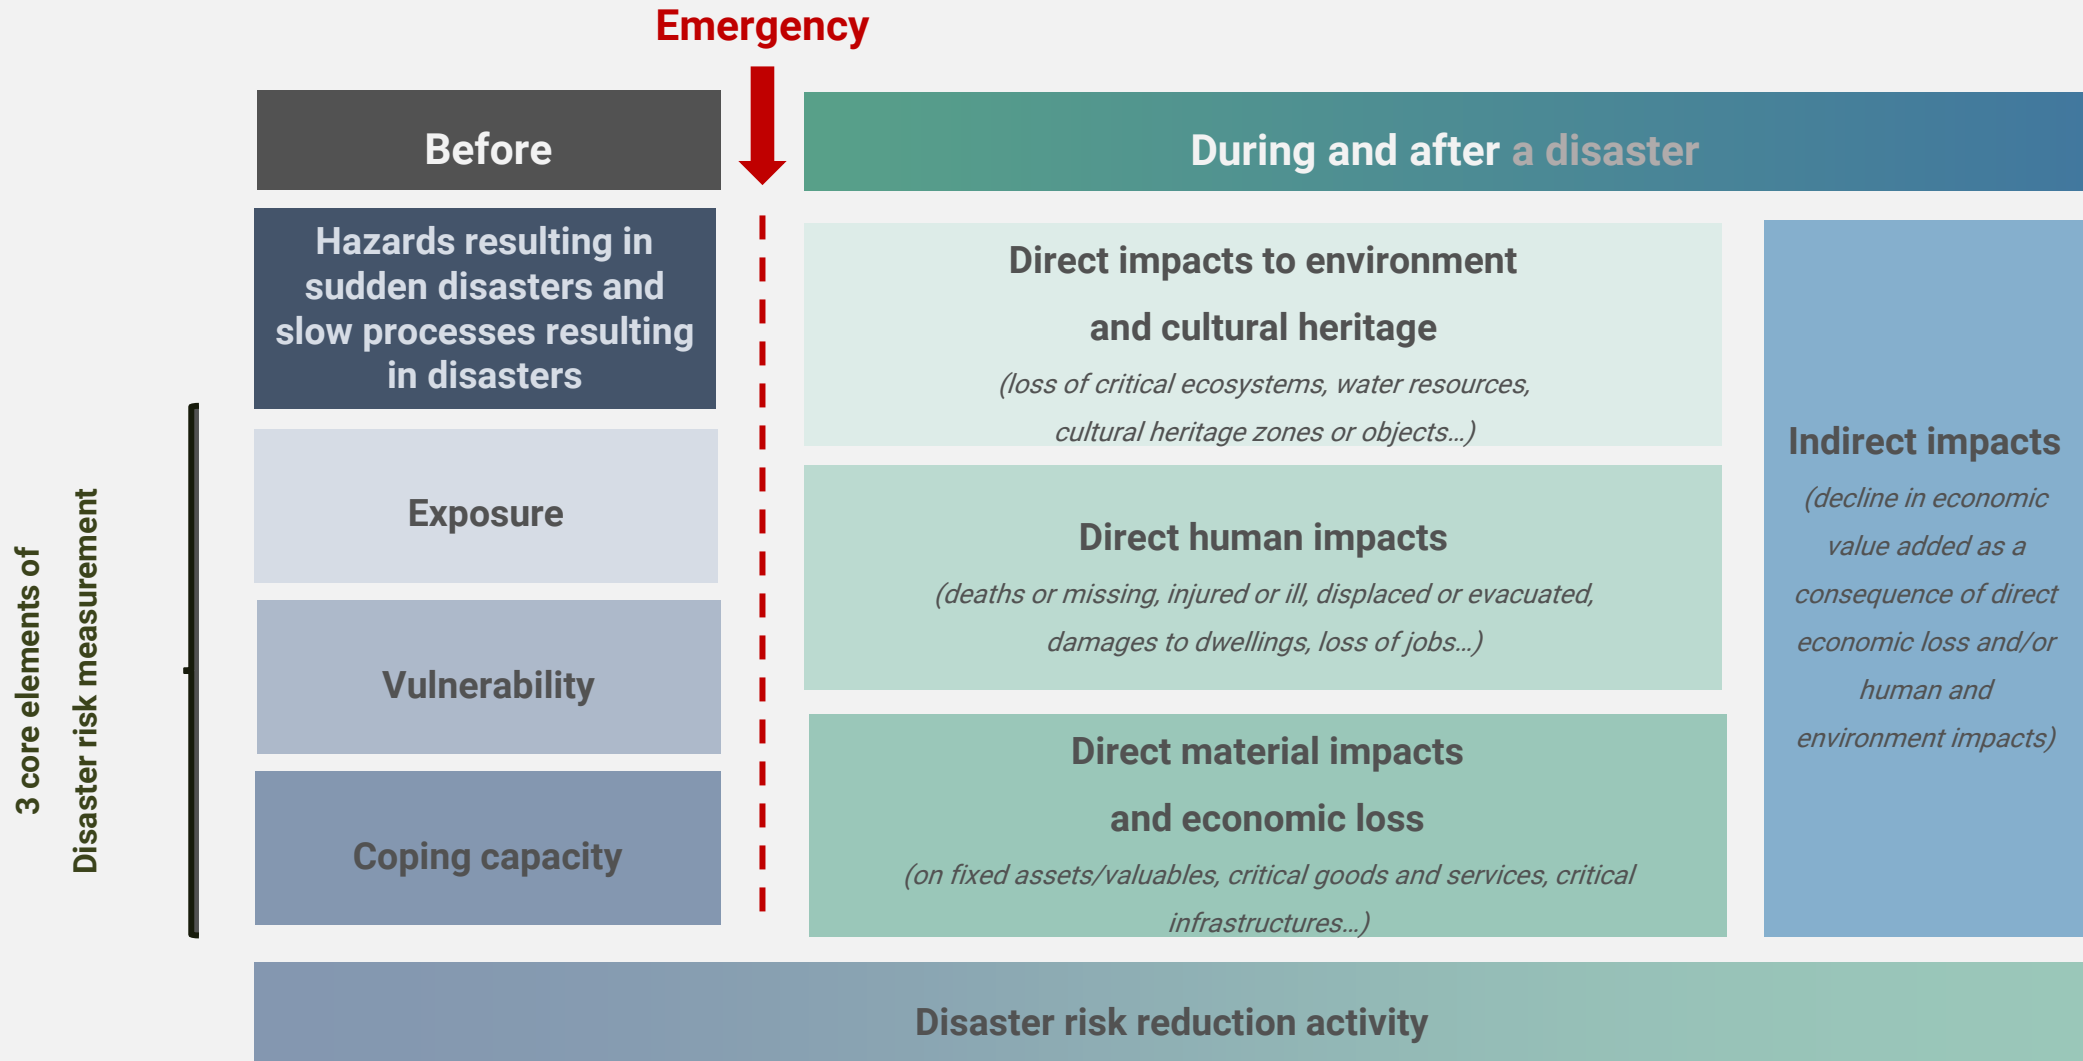 Emergency
Before
During and after a disaster
Hazards resulting in
sudden disasters and
slow processes resulting
in disasters
3 core elements of
Disaster risk measurement
Exposure
Vulnerability
Coping capacity
Direct impacts to environment
and cultural heritage
(loss of critical ecosystems, water resources,
cultural heritage zones or objects…)
Direct human impacts
(deaths or missing, injured or ill, displaced or evacuated,
damages to dwellings, loss of jobs…)
Direct material impacts
and economic loss
(on fixed assets/valuables, critical goods and services, critical
infrastructures…)
Indirect impacts
(decline in economic
value added as a
consequence of direct
economic loss and/or
human and
environment impacts)
Disaster risk reduction activity